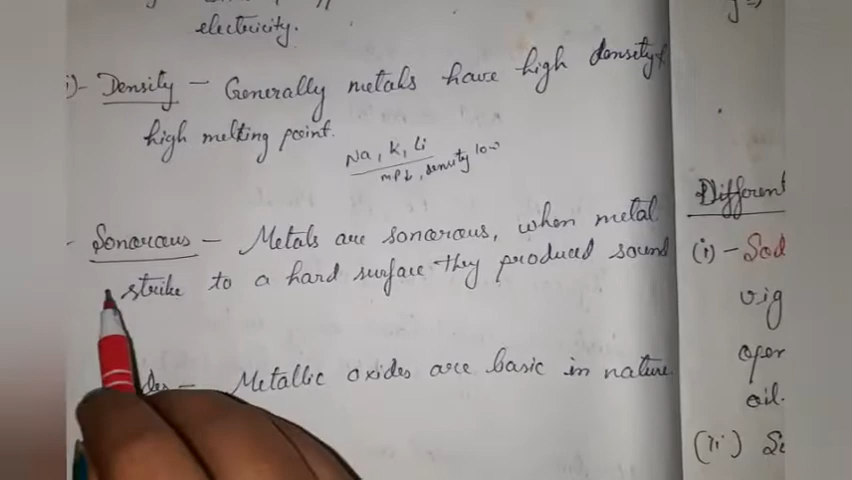 electricity.
i)- Density - Generally metals have high density &
high melting point.
Na, K, Li
mp↓, density low
- Sonorous - Metals are sonorous, when metal
strike to a hard surface they produced sound
des - Metallic oxides are basic in nature.
Different
(i) - Sod
vig
oper
oil.
(ii) S